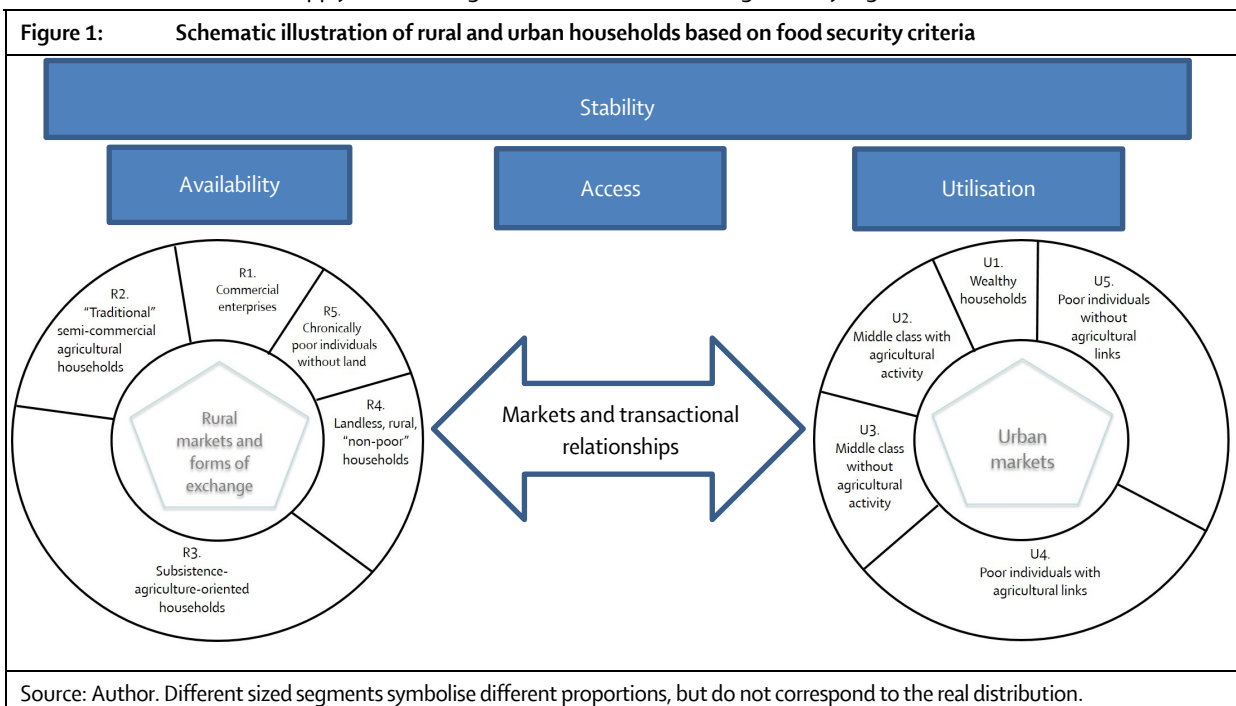 Figure 1: Schematic illustration of rural and urban households based on food security criteria
Stability
Availability
Access
Utilisation
R1.
Commercial
enterprises
R2.
"Traditional"
semi-commercial
agricultural
households
R5.
Chronically
poor individuals
without land
R4.
Landless, rural,
"non-poor"
households
Rural
markets and
forms of
exchange
R3.
Subsistence-
agriculture-oriented
households
Markets and transactional
relationships
U1.
Wealthy
households
U5.
Poor individuals
without
agricultural
links
U2.
Middle class with
agricultural
activity
U3.
Middle class
without
agricultural
activity
Urban
markets
U4.
Poor individuals with
agricultural links
Source: Author. Different sized segments symbolise different proportions, but do not correspond to the real distribution.